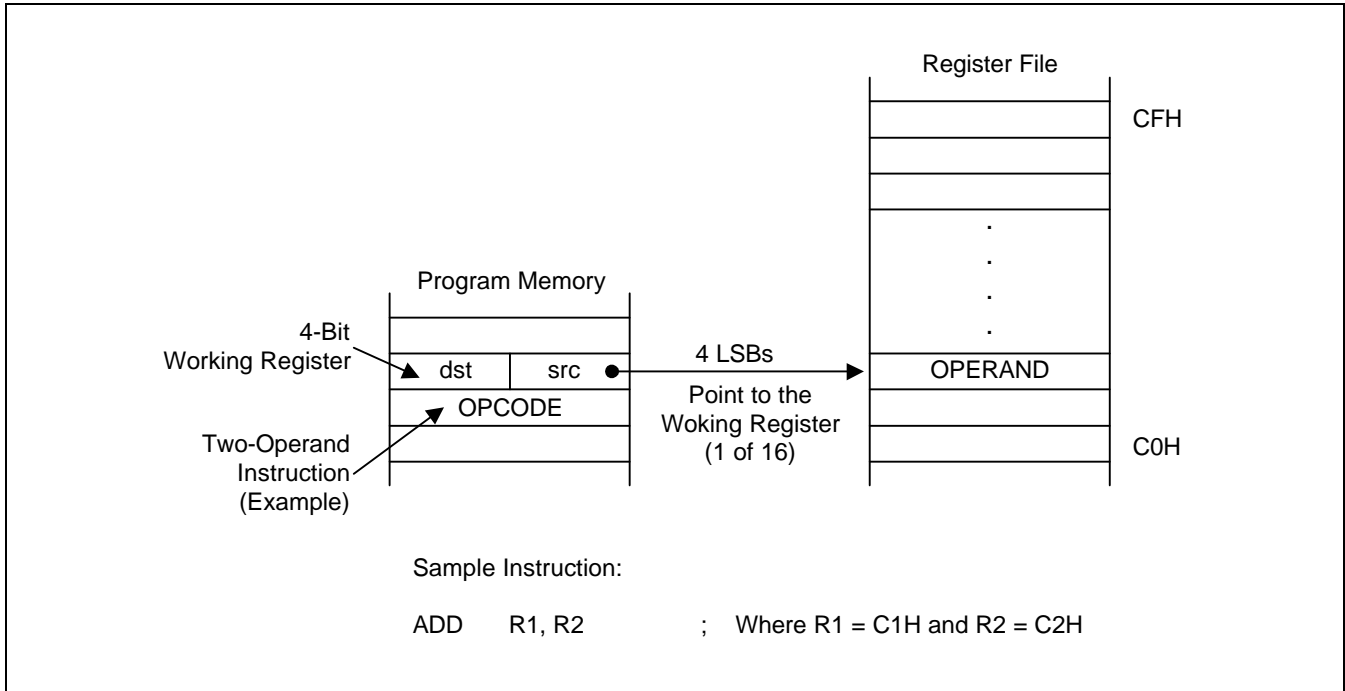 Register File
CFH
.
.
.
.
Program Memory
4-Bit
Working Register
dst
src
4 LSBs
OPERAND
OPCODE
Point to the
Woking Register
(1 of 16)
Two-Operand
Instruction
(Example)
C0H
Sample Instruction:
ADD R1, R2 ; Where R1 = C1H and R2 = C2H